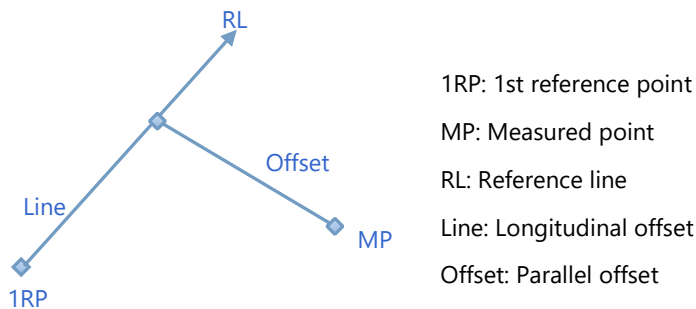 RL
Offset
Line
MP
1RP
1RP: 1st reference point
MP: Measured point
RL: Reference line
Line: Longitudinal offset
Offset: Parallel offset